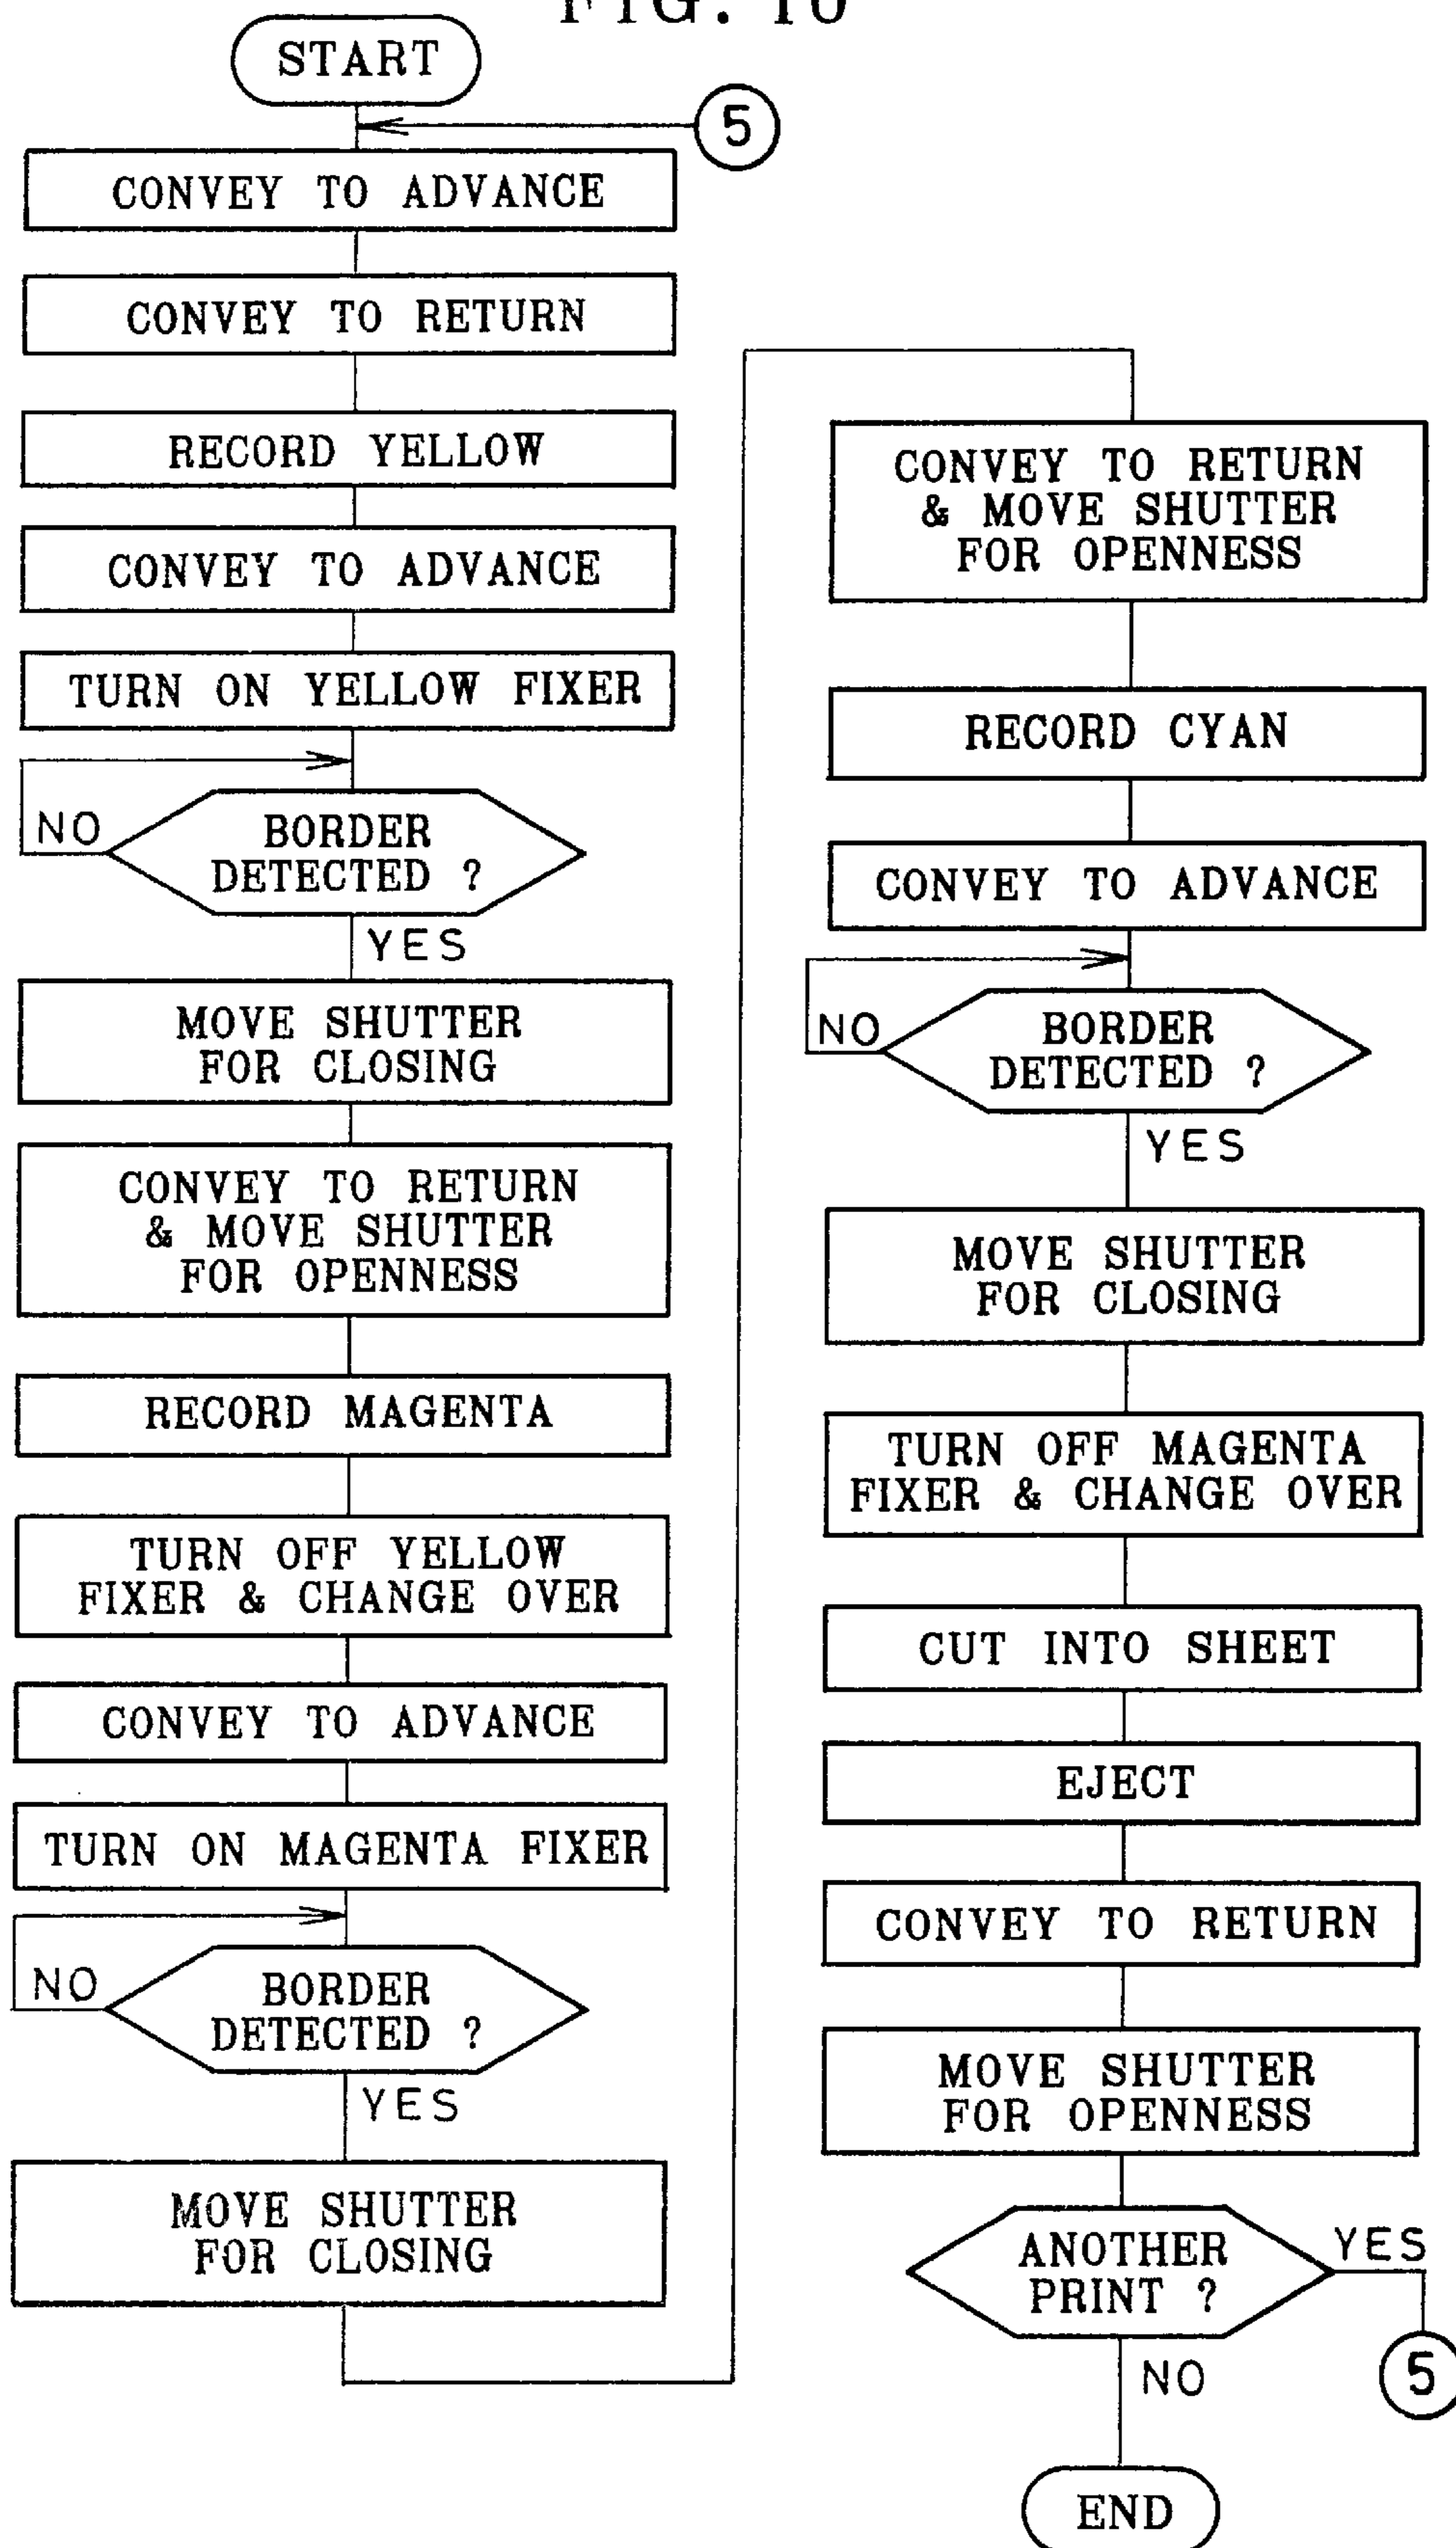 FIG. 10
START
5
CONVEY TO ADVANCE
CONVEY TO RETURN
RECORD YELLOW
CONVEY TO ADVANCE
TURN ON YELLOW FIXER
NO
BORDER
DETECTED ?
YES
MOVE SHUTTER
FOR CLOSING
CONVEY TO RETURN
& MOVE SHUTTER
FOR OPENNESS
RECORD MAGENTA
TURN OFF YELLOW
FIXER & CHANGE OVER
CONVEY TO ADVANCE
TURN ON MAGENTA FIXER
NO
BORDER
DETECTED ?
YES
MOVE SHUTTER
FOR CLOSING
CONVEY TO RETURN
& MOVE SHUTTER
FOR OPENNESS
RECORD CYAN
CONVEY TO ADVANCE
NO
BORDER
DETECTED ?
YES
MOVE SHUTTER
FOR CLOSING
TURN OFF MAGENTA
FIXER & CHANGE OVER
CUT INTO SHEET
EJECT
CONVEY TO RETURN
MOVE SHUTTER
FOR OPENNESS
ANOTHER
PRINT ?
YES
5
NO
END